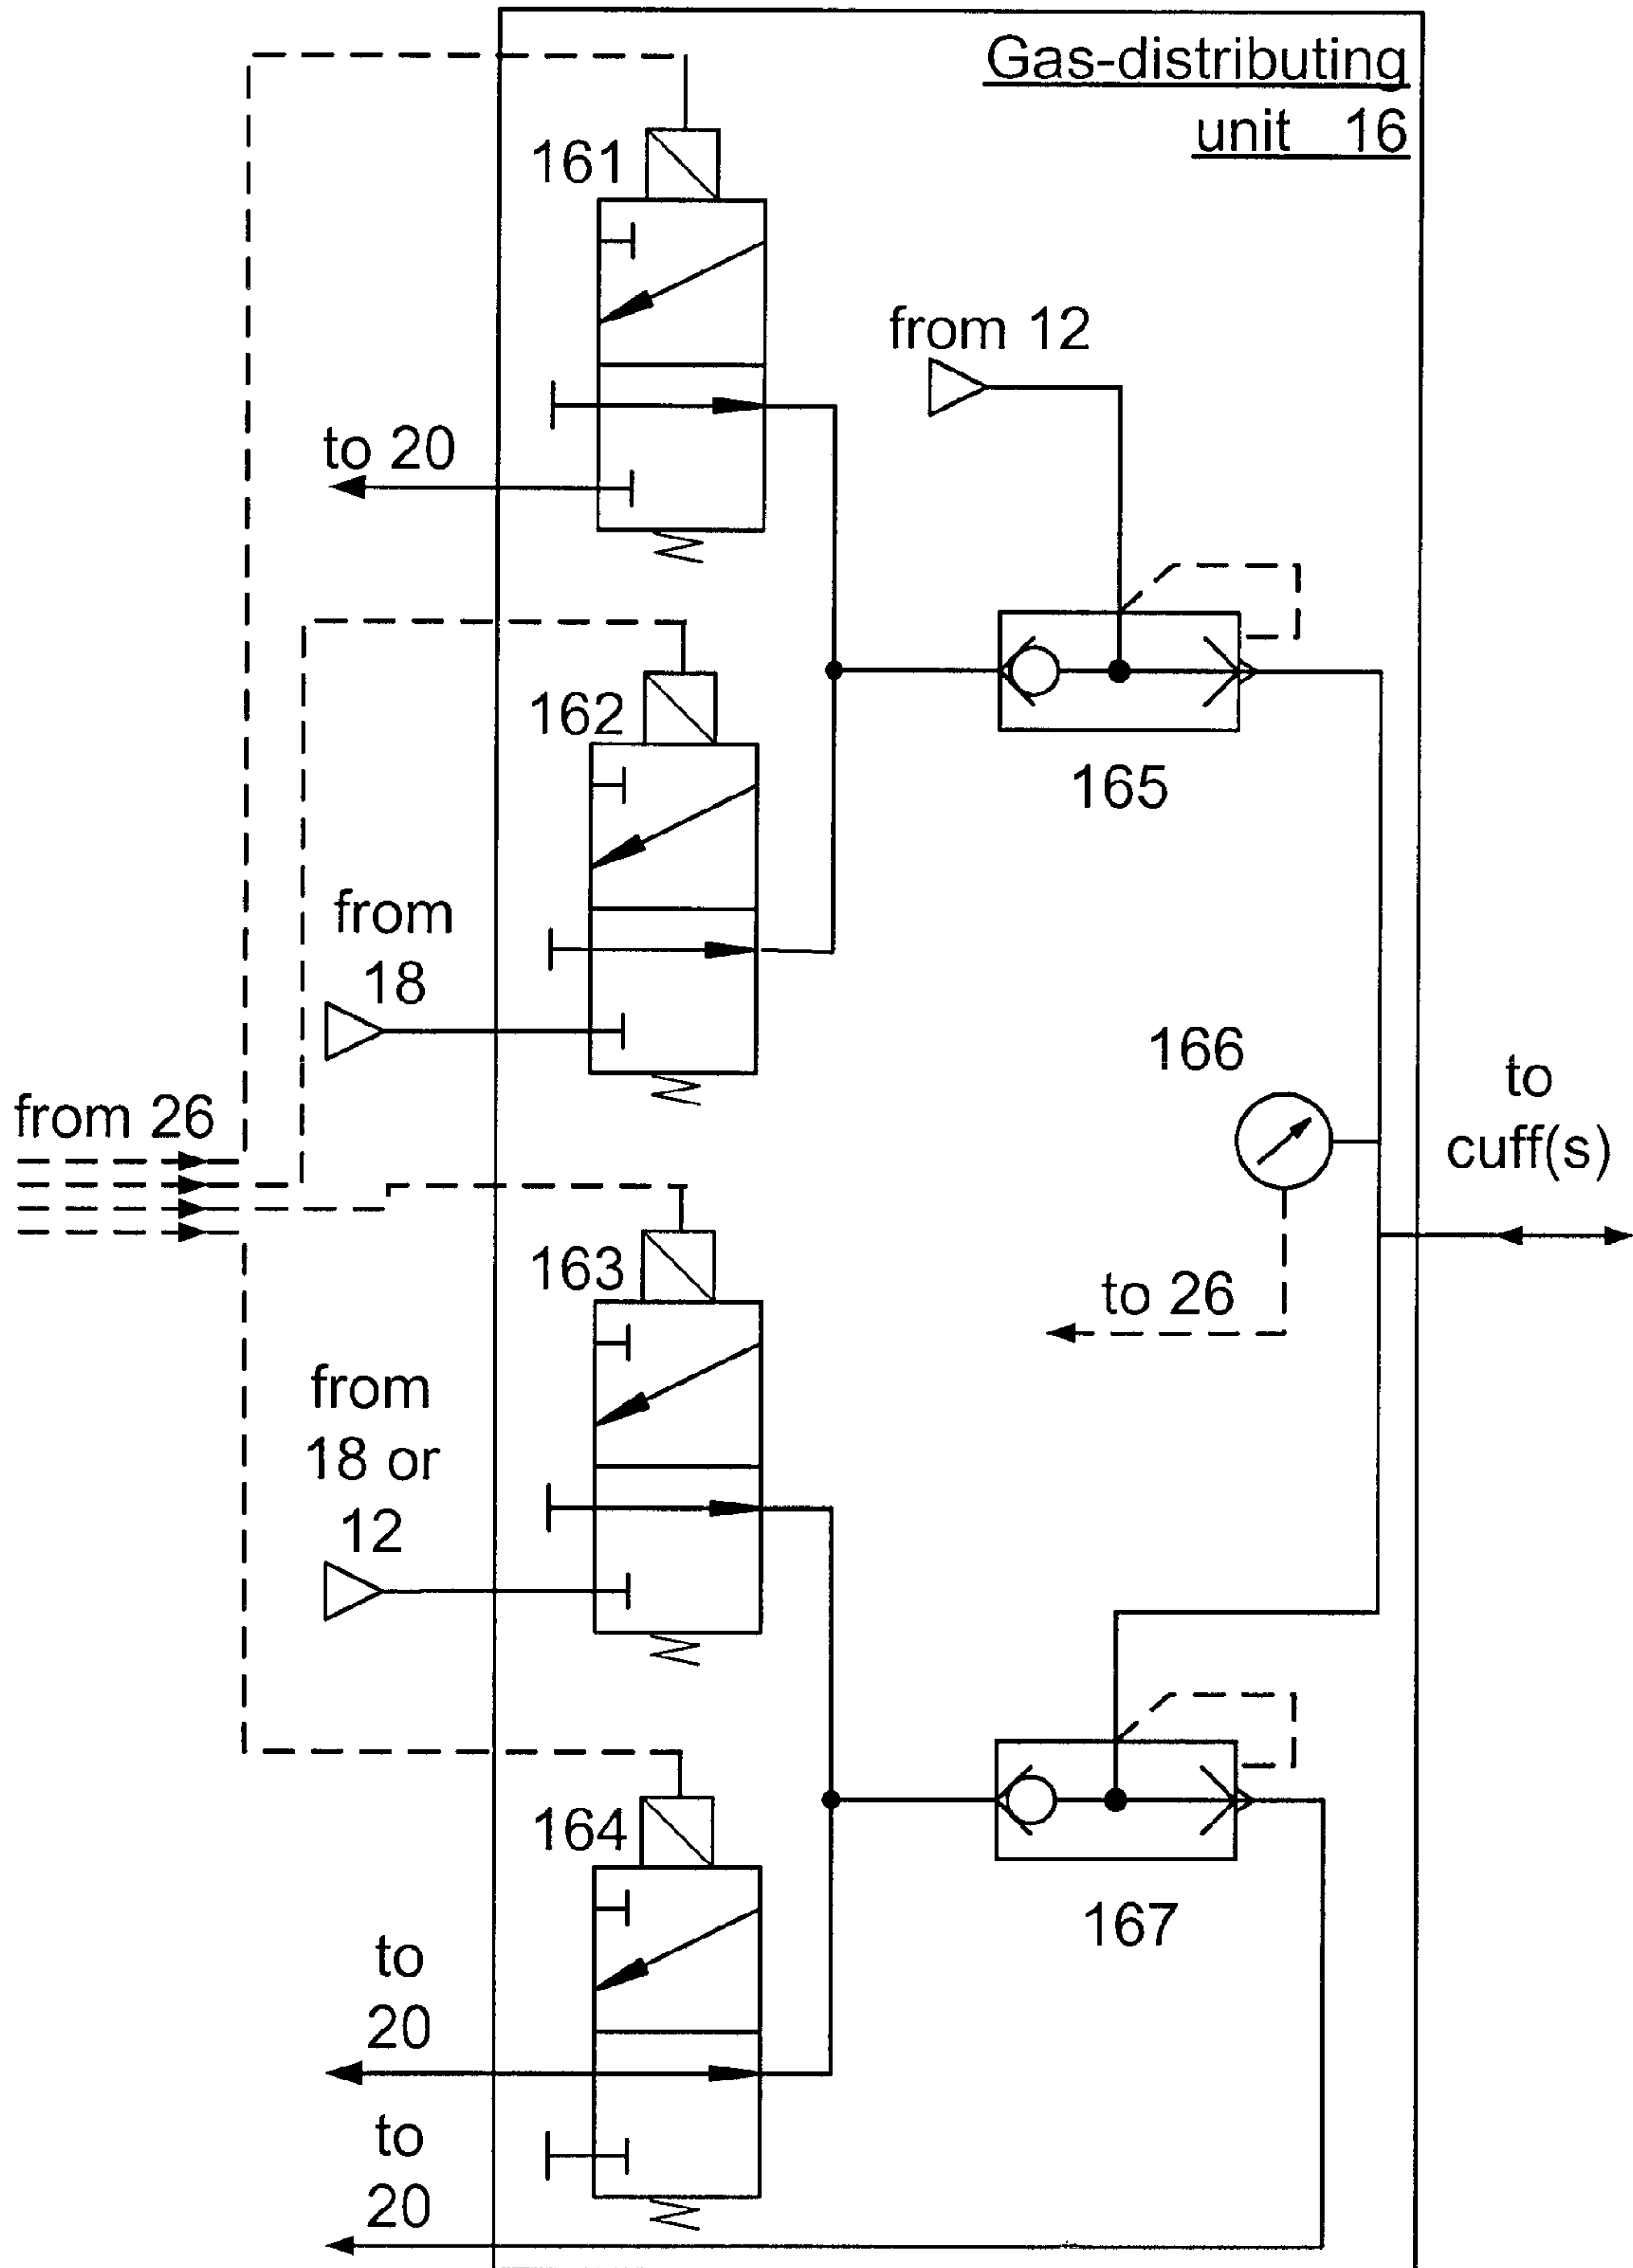 Gas-distributing
unit 16
161
from 12
to 20
162
165
from
18
166
to
cuff(s)
from 26
163
to 26
from
18 or
12
164
167
to
20
to
20